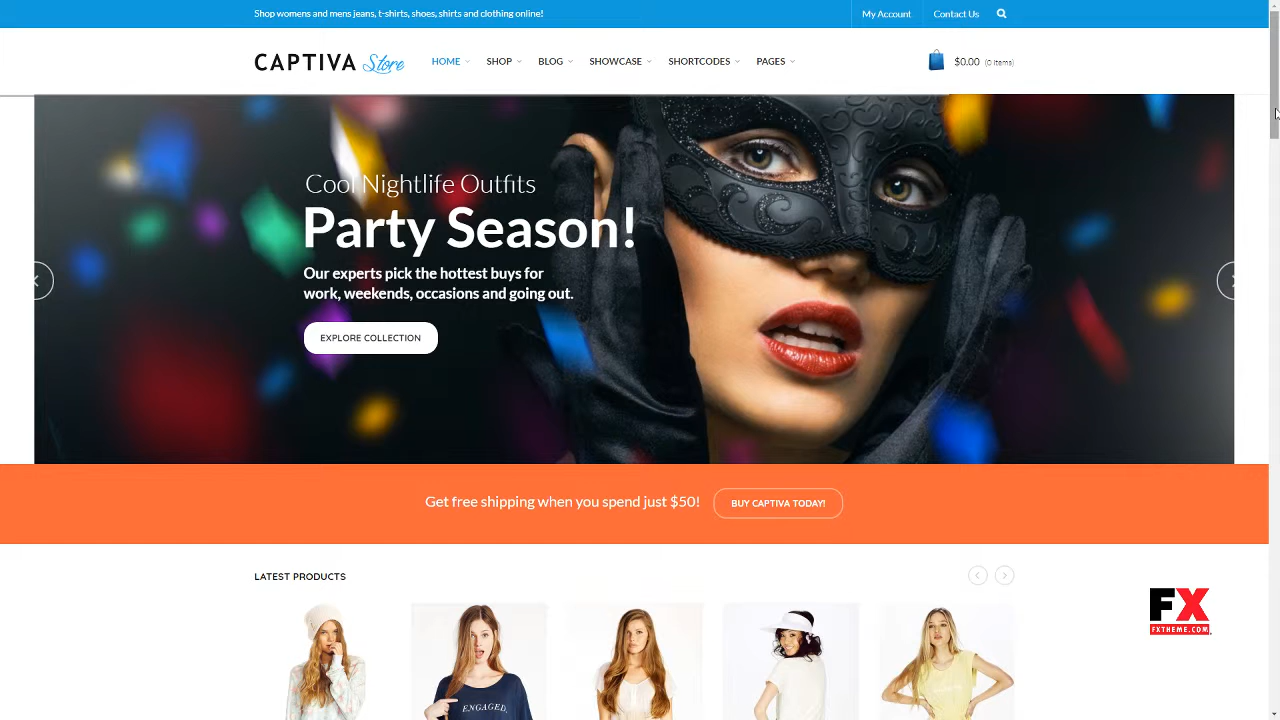 Shop womens and mens jeans, t-shirts, shoes, shirts and clothing online!
My Account
Contact Us
CAPTIVA Store
HOME
SHOP
BLOG
SHOWCASE
SHORTCODES
PAGES
$0.00 (0 items)
Cool Nightlife Outfits
Party Season!
Our experts pick the hottest buys for
work, weekends, occasions and going out.
EXPLORE COLLECTION
Get free shipping when you spend just $50!
BUY CAPTIVA TODAY!
LATEST PRODUCTS
ENGAGED,
FX
FXTHEME.COM